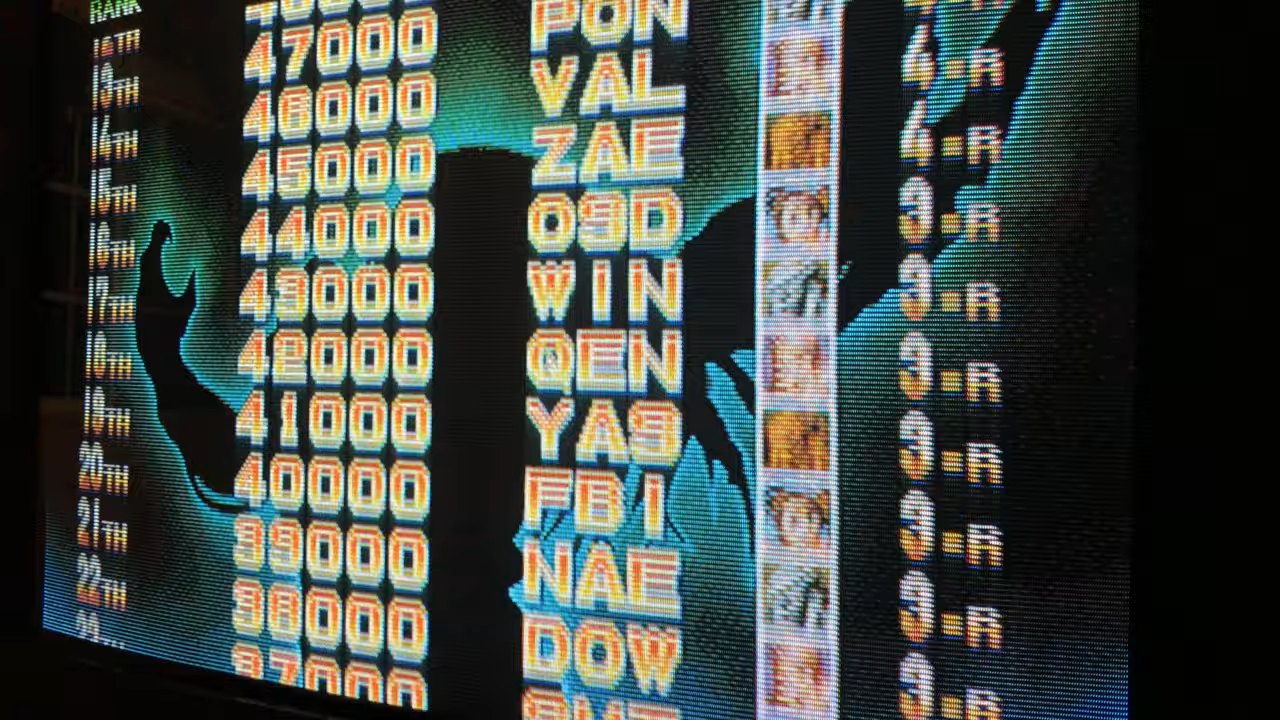 RANK
12TH
13TH 47000 PON
14TH 46000 VAL 4=R
15TH 45000 ZAE 4=R
16TH 44000 3=R
17TH 43000 WIN 3=R
18TH 42000 QEN 3=R
19TH 41000 YAS 3=R
20TH 40000 FBI 3=R
21TH 39000 NAE 3=R
22TH 38000 DOW 3=R